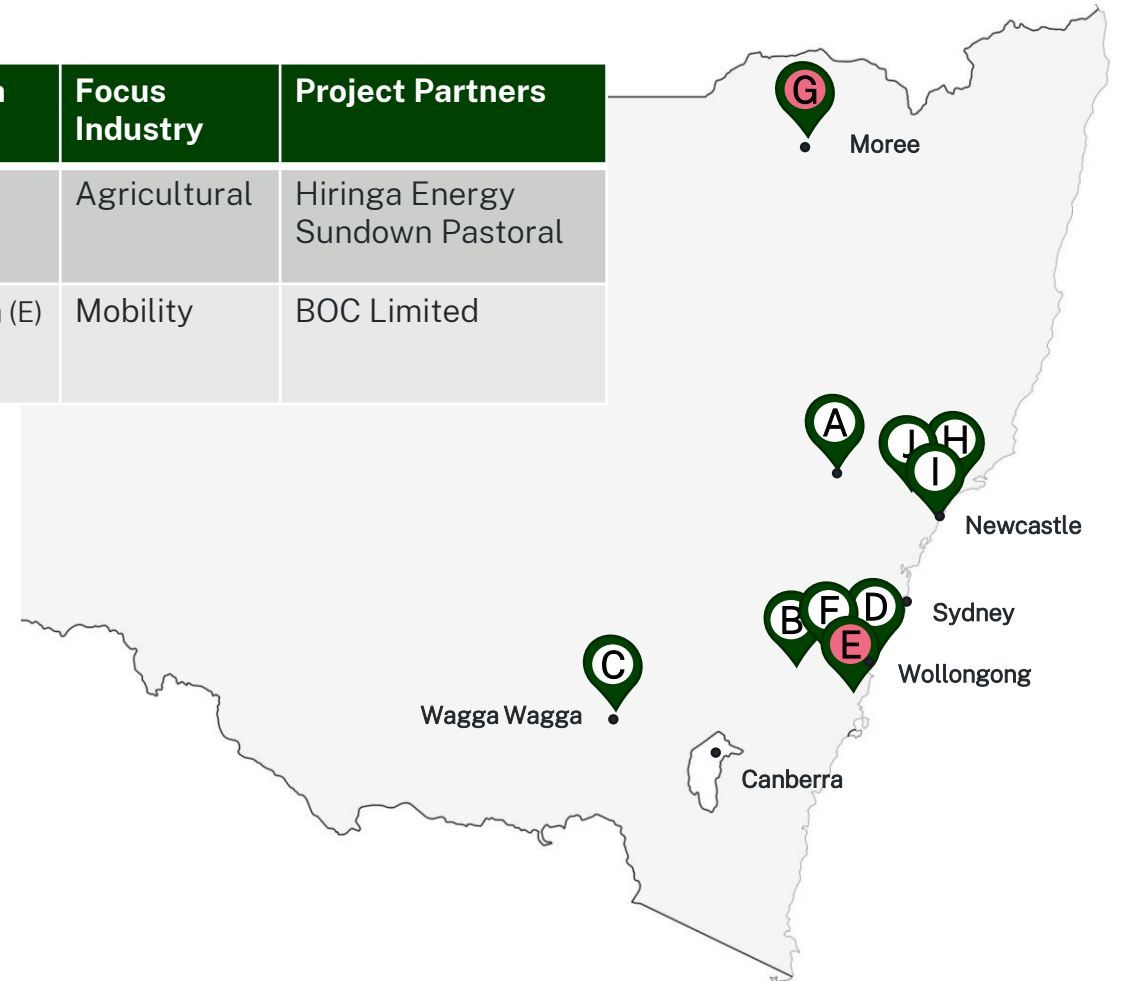 Focus
Industry
Project Partners
Agricultural
Hiringa Energy
Sundown Pastoral
(E)
Mobility
BOC Limited
G
Moree
A
J
H
I
Newcastle
B
F
D
E
Sydney
Wollongong
C
Wagga Wagga
Canberra